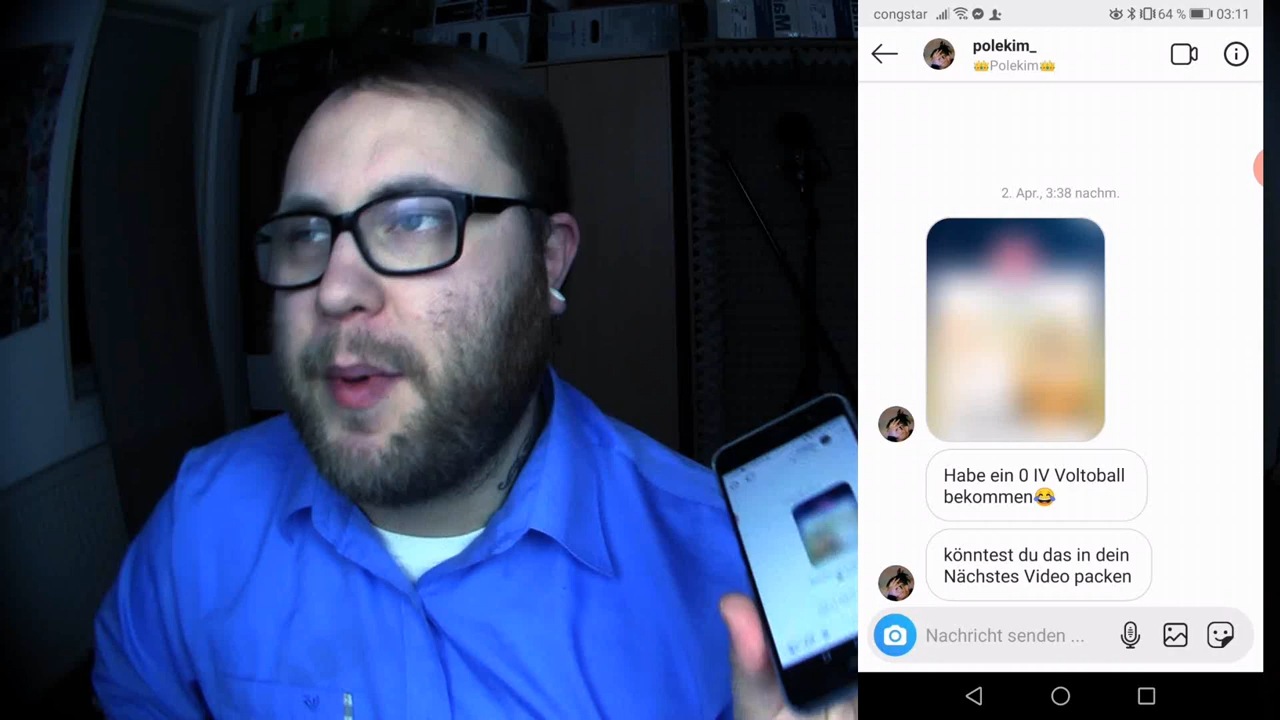 congstar 64 % 03:11
polekim_
👑Polekim👑
2. Apr., 3:38 nachm.
Habe ein 0 IV Voltoball
bekommen😂
könntest du das in dein
Nächstes Video packen
Nachricht senden ...